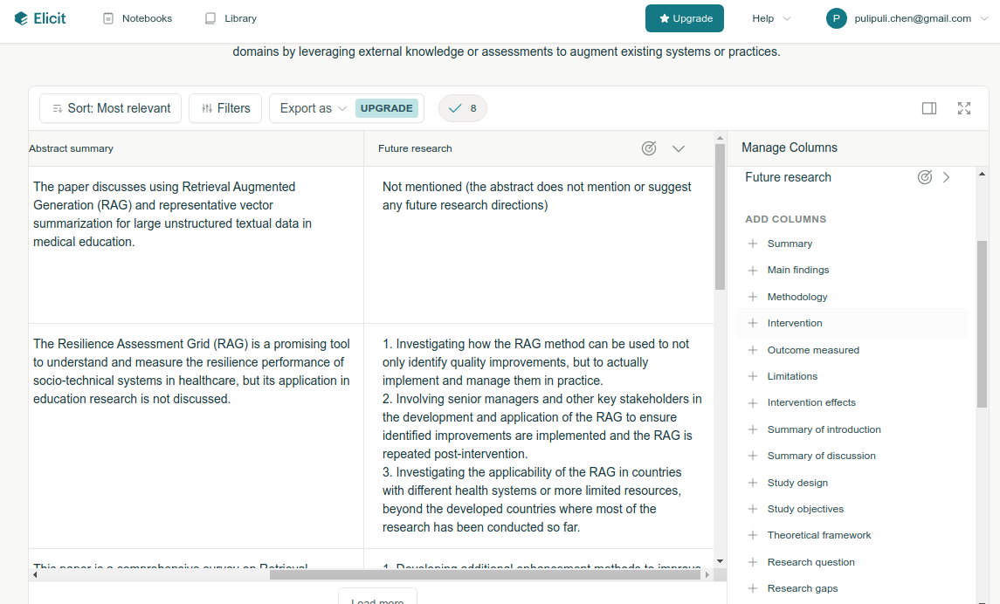 Elicit
Notebooks
Library
Upgrade
Help
P
pulipuli.chen@gmail.com
domains by leveraging external knowledge or assessments to augment existing systems or practices.
Sort: Most relevant
Filters
Export as
UPGRADE
8
Abstract summary
Future research
Manage Columns
The paper discusses using Retrieval Augmented
Generation (RAG) and representative vector
summarization for large unstructured textual data in
medical education.
Not mentioned (the abstract does not mention or suggest
any future research directions)
The Resilience Assessment Grid (RAG) is a promising tool
to understand and measure the resilience performance of
socio-technical systems in healthcare, but its application in
education research is not discussed.
1. Investigating how the RAG method can be used to not
only identify quality improvements, but to actually
implement and manage them in practice.
2. Involving senior managers and other key stakeholders in
the development and application of the RAG to ensure
identified improvements are implemented and the RAG is
repeated post-intervention.
3. Investigating the applicability of the RAG in countries
with different health systems or more limited resources,
beyond the developed countries where most of the
research has been conducted so far.
This paper is a comprehensive survey on Retrieval
1. Developing additional enhancement methods to improve
Load more
Future research
ADD COLUMNS
Summary
Main findings
Methodology
Intervention
Outcome measured
Limitations
Intervention effects
Summary of introduction
Summary of discussion
Study design
Study objectives
Theoretical framework
Research question
Research gaps